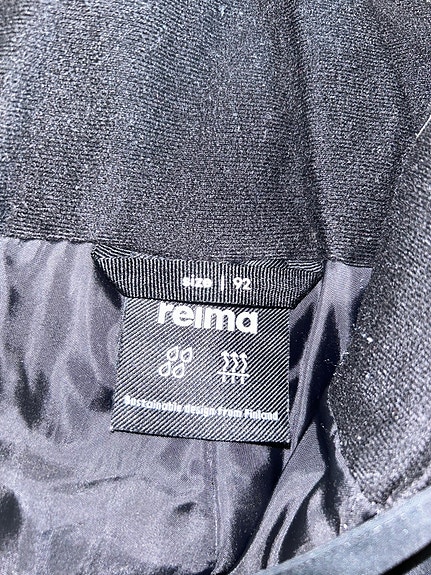 size | 92
reima
Sustainable design from Finland